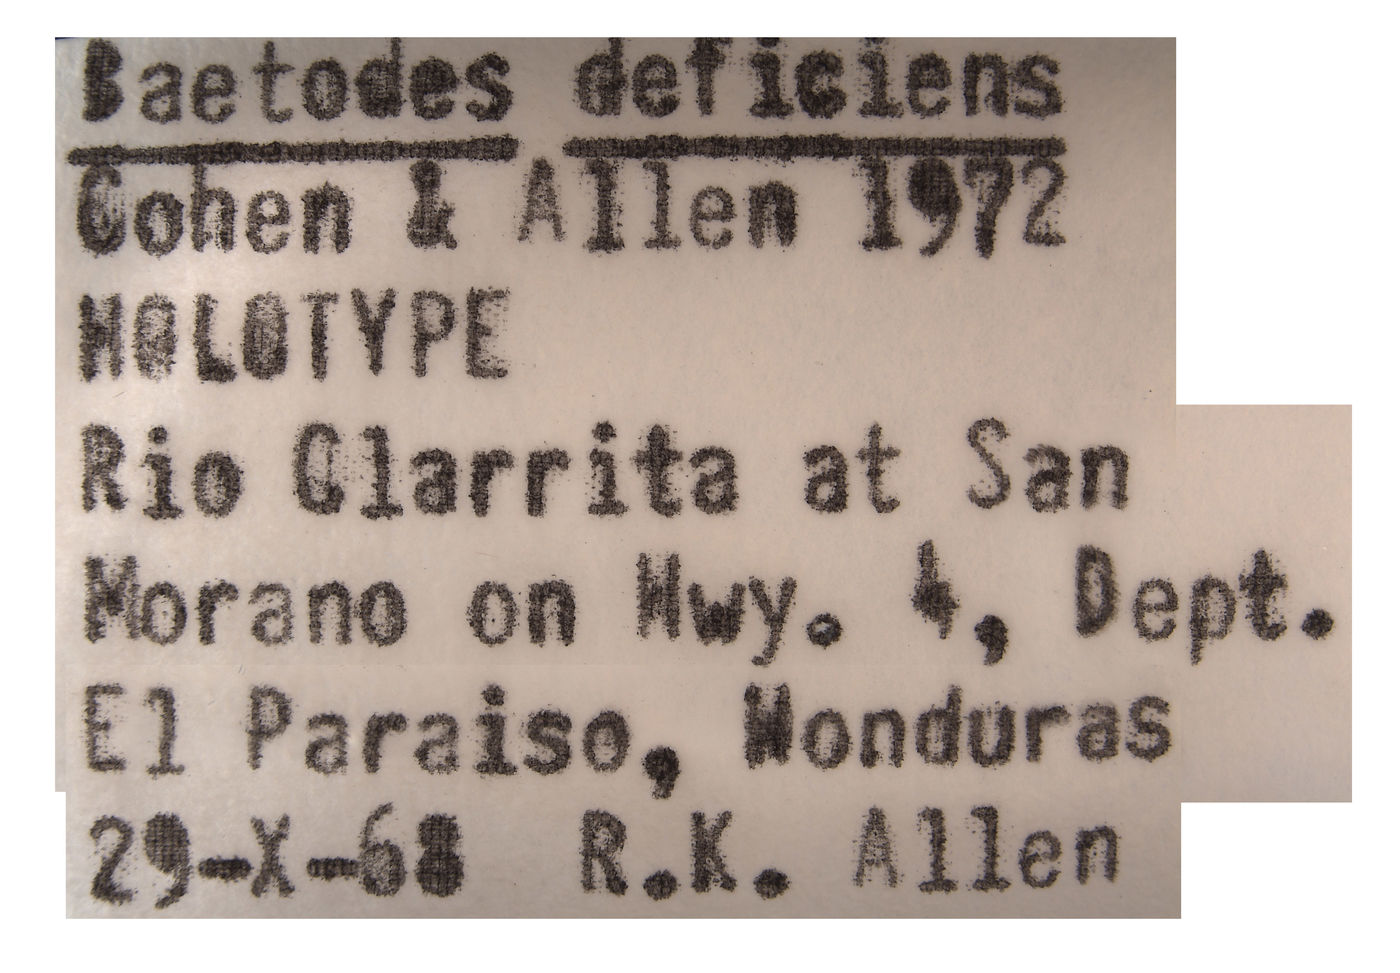 Baetodes deficiens
Cohen & Allen 1972
HOLOTYPE
Rio Clarrita at San
Morano on Hwy. 4, Dept.
El Paraiso, Honduras
29-X-68 R.K. Allen